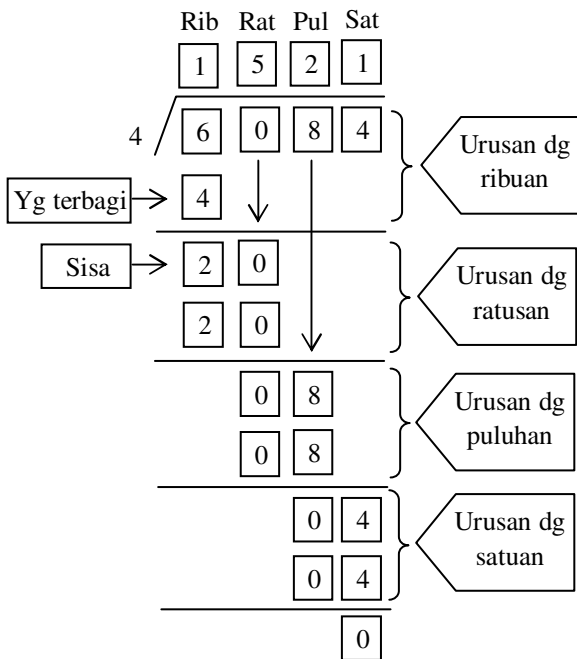 Rib Rat Pul Sat
1 5 2 1
4 6 0 8 4
Urusan dg
ribuan
Yg terbagi 4
Sisa 2 0
2 0
Urusan dg
ratusan
0 8
0 8
Urusan dg
puluhan
0 4
0 4
Urusan dg
satuan
0